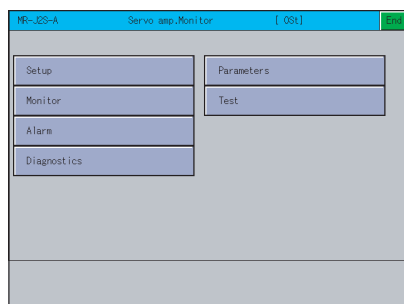 MR-J2S-A Servo amp.Monitor [ 0St] End
Setup Parameters
Monitor Test
Alarm
Diagnostics